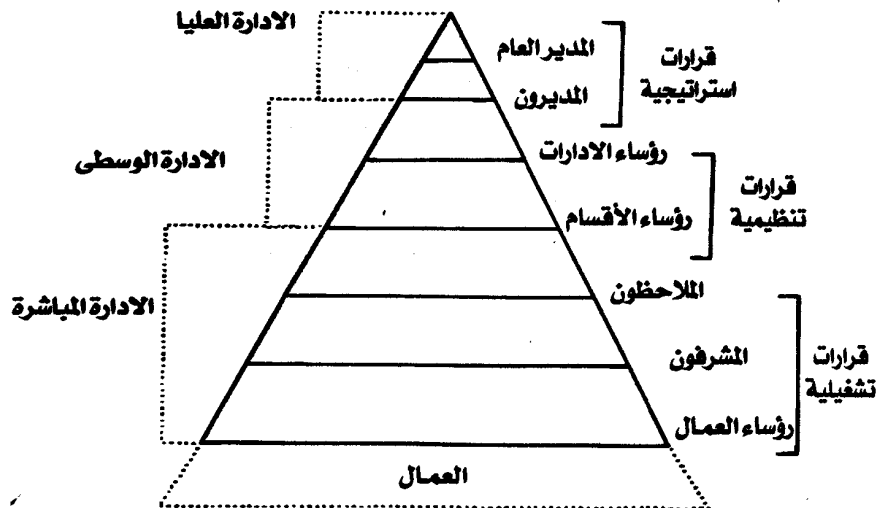 الادارة العليا
المدير العام
قرارات
استراتيجية
المديرون
رؤساء الادارات
الادارة الوسطى
قرارات
تنظيمية
رؤساء الأقسام
الملاحظون
الادارة المباشرة
المشرفون
قرارات
تشغيلية
رؤساء العمال
العمال